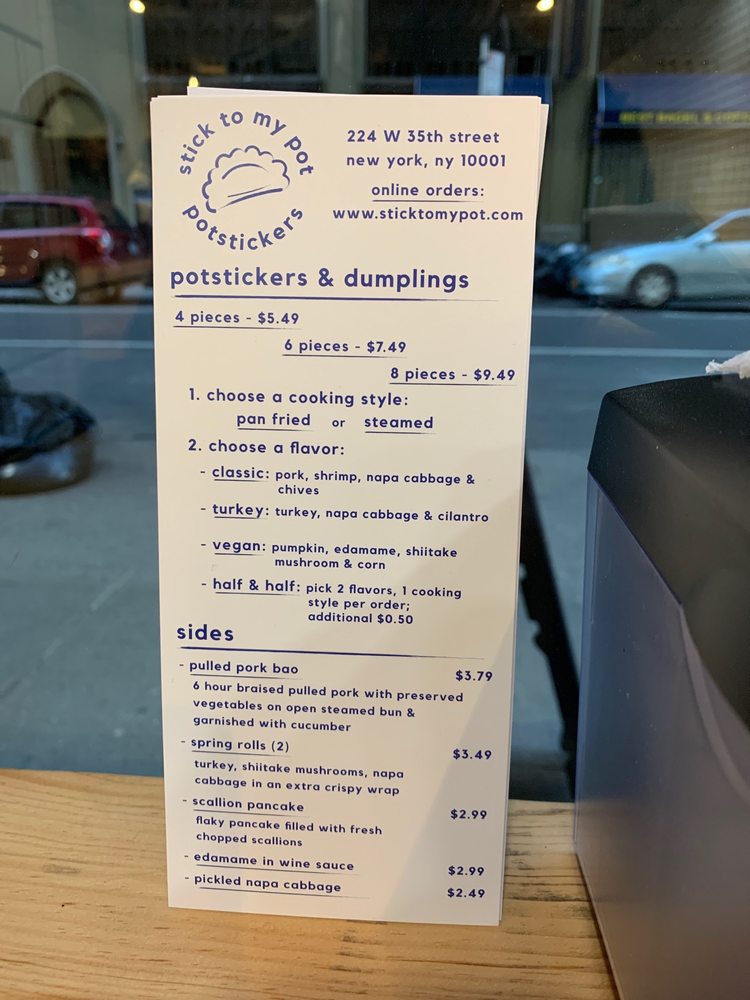 stick to my pot
potstickers
224 W 35th street
new york, ny 10001
online orders:
www.sticktomypot.com
potstickers & dumplings
4 pieces - $5.49
6 pieces - $7.49
8 pieces - $9.49
1. choose a cooking style:
pan fried or steamed
2. choose a flavor:
- classic: pork, shrimp, napa cabbage &
chives
- turkey: turkey, napa cabbage & cilantro
- vegan: pumpkin, edamame, shiitake
mushroom & corn
- half & half: pick 2 flavors, 1 cooking
style per order;
additional $0.50
sides
- pulled pork bao $3.79
6 hour braised pulled pork with preserved
vegetables on open steamed bun &
garnished with cucumber
- spring rolls (2) $3.49
turkey, shiitake mushrooms, napa
cabbage in an extra crispy wrap
- scallion pancake $2.99
flaky pancake filled with fresh
chopped scallions
- edamame in wine sauce $2.99
- pickled napa cabbage $2.49